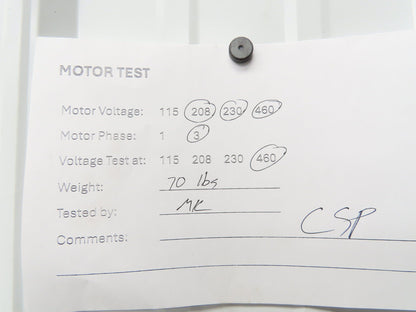 MOTOR TEST
Motor Voltage: 115 208 230 460
Motor Phase: 1 3
Voltage Test at: 115 208 230 460
Weight: 70 lbs
Tested by: MK
Comments: CSP